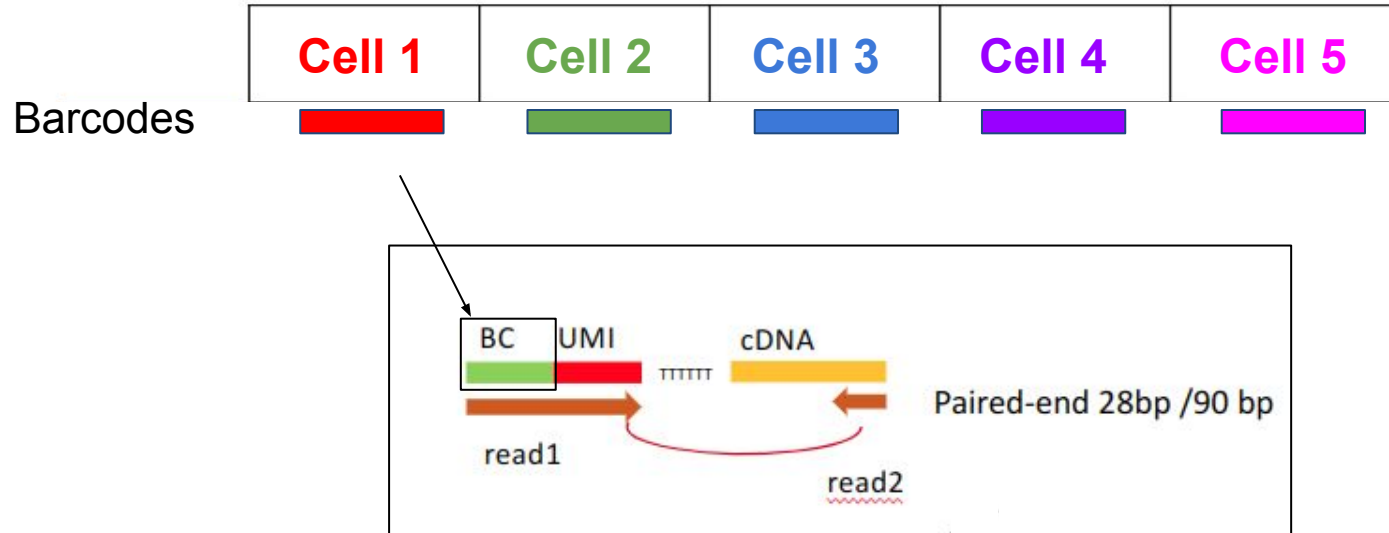 Cell 1 Cell 2 Cell 3 Cell 4 Cell 5
Barcodes
BC UMI cDNA
TTTTTT
Paired-end 28bp /90 bp
read1
read2